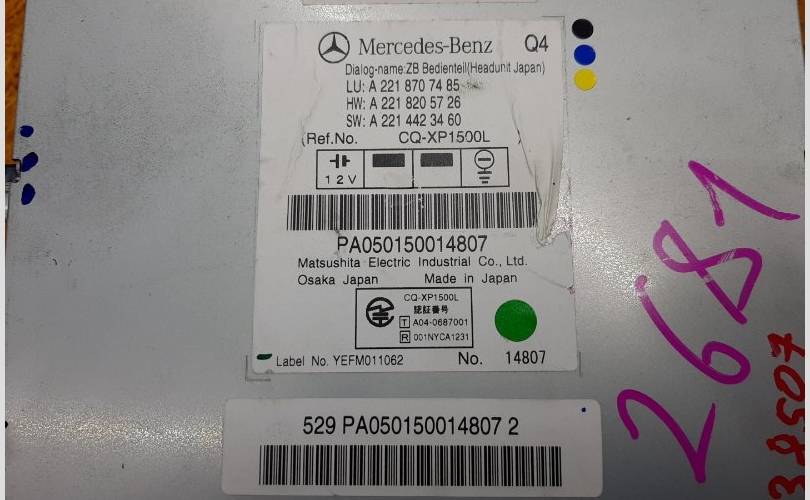 Mercedes-Benz Q4
Dialog-name:ZB Bedienteil(Headunit Japan)
LU: A 221 870 74 85
HW: A 221 820 57 26
SW: A 221 442 34 60
(Ref.No. CQ-XP1500L
12V
PA050150014807
Matsushita Electric Industrial Co., Ltd.
Osaka Japan Made in Japan
CQ-XP1500L
認証番号
T A04-0687001
R 001NYCA1231
Label No. YEFM011062 No. 14807
529 PA050150014807 2
2681
38507